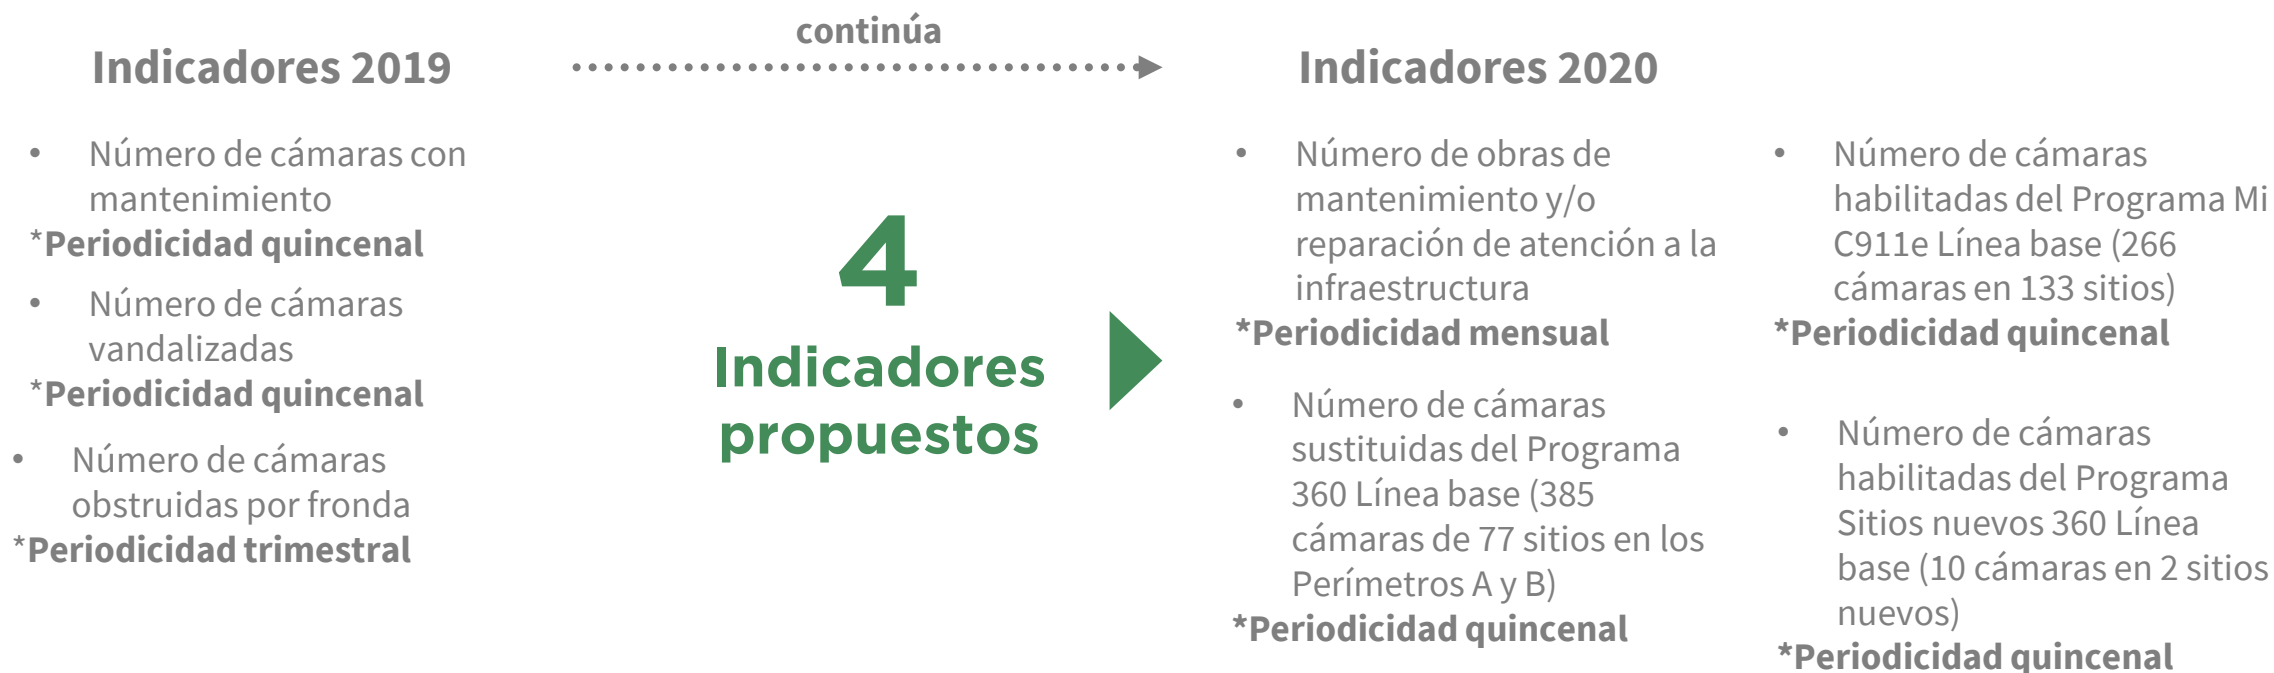 Indicadores 2019
continúa
Indicadores 2020
• Número de cámaras con
mantenimiento
*Periodicidad quincenal
• Número de cámaras
vandalizadas
*Periodicidad quincenal
• Número de cámaras
obstruidas por fronda
*Periodicidad trimestral
4
Indicadores
propuestos
• Número de obras de
mantenimiento y/o
reparación de atención a la
infraestructura
*Periodicidad mensual
• Número de cámaras
sustituidas del Programa
360 Línea base (385
cámaras de 77 sitios en los
Perímetros A y B)
*Periodicidad quincenal
• Número de cámaras
habilitadas del Programa Mi
C911e Línea base (266
cámaras en 133 sitios)
*Periodicidad quincenal
• Número de cámaras
habilitadas del Programa
Sitios nuevos 360 Línea
base (10 cámaras en 2 sitios
nuevos)
*Periodicidad quincenal